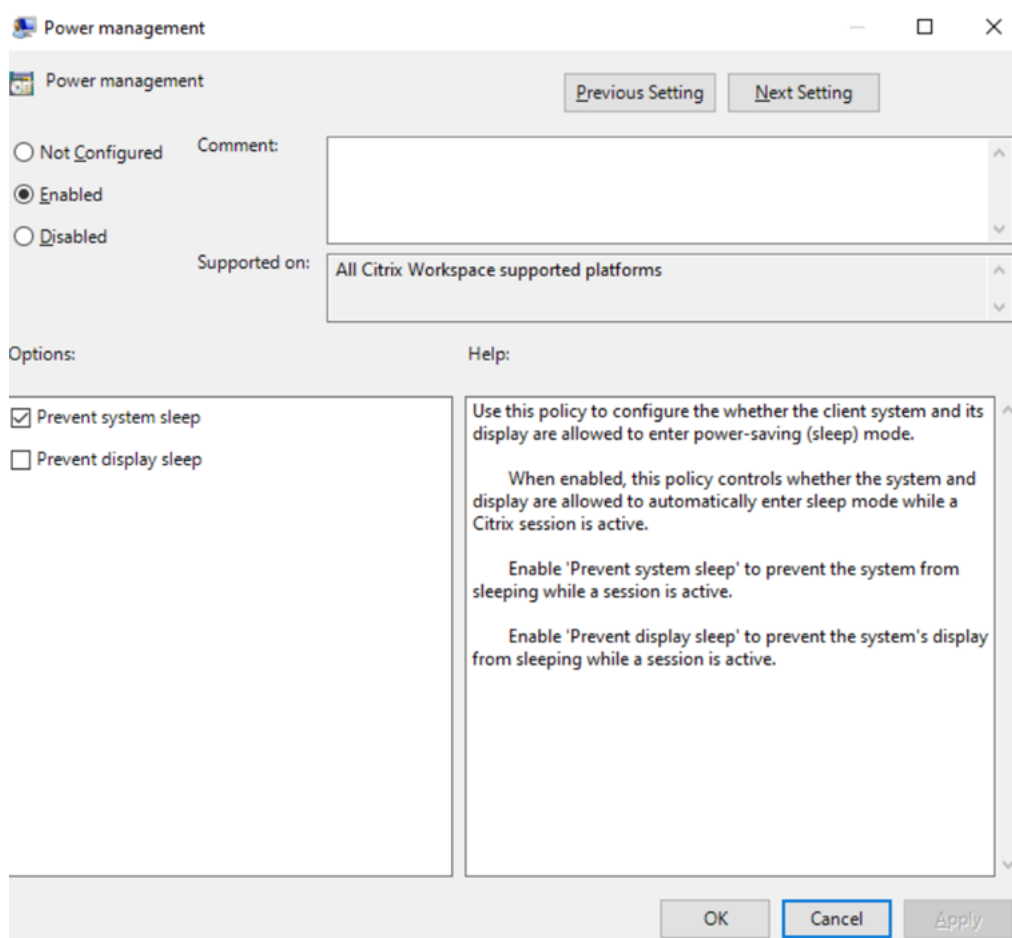 Power management
Power management
Previous Setting
Next Setting
Not Configured
Comment:
Enabled
Disabled
Supported on:
All Citrix Workspace supported platforms
Options:
Help:
Prevent system sleep
Prevent display sleep
Use this policy to configure the whether the client system and its
display are allowed to enter power-saving (sleep) mode.
When enabled, this policy controls whether the system and
display are allowed to automatically enter sleep mode while a
Citrix session is active.
Enable 'Prevent system sleep' to prevent the system from
sleeping while a session is active.
Enable 'Prevent display sleep' to prevent the system's display
from sleeping while a session is active.
OK
Cancel
Apply